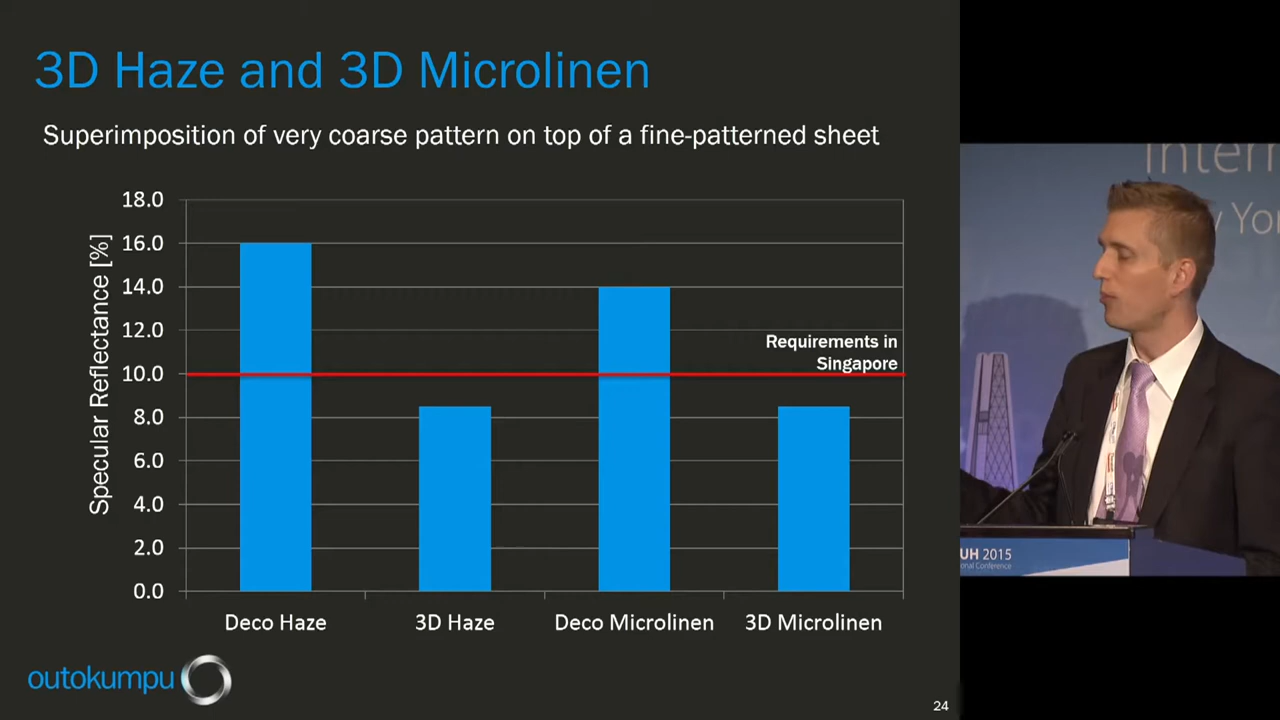 3D Haze and 3D Microlinen
Superimposition of very coarse pattern on top of a fine-patterned sheet
Specular Reflectance [%]
18.0
16.0
14.0
12.0
10.0
8.0
6.0
4.0
2.0
0.0
Requirements in
Singapore
Deco Haze
3D Haze
Deco Microlinen
3D Microlinen
outokumpu
24
UH 2015